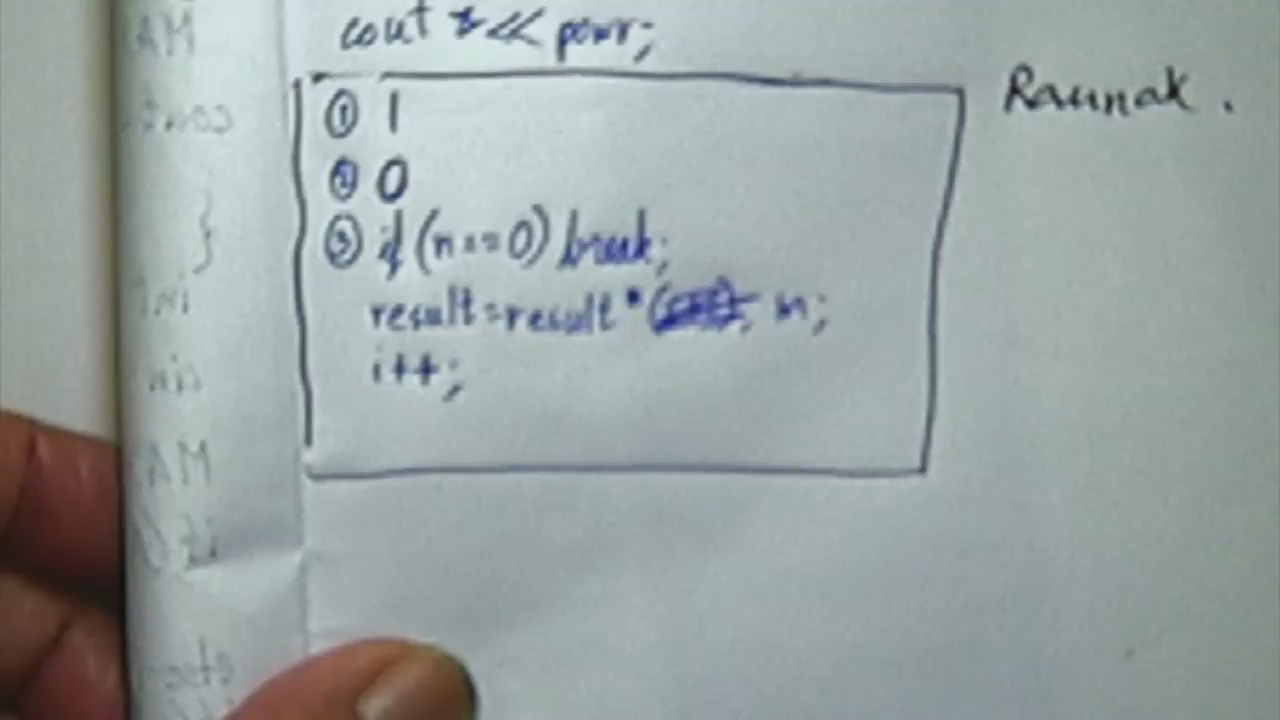 cout << powr;
Raunak.
① 1
② 0
③ if (n==0) break;
result=result* n;
i++;